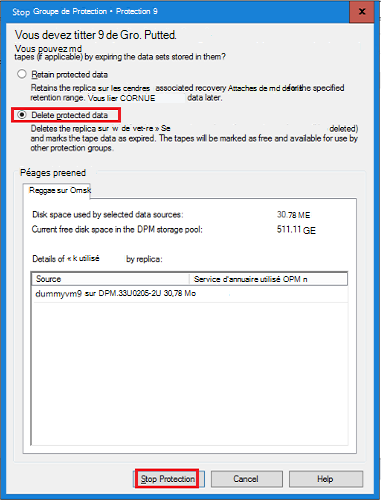 Stop Groupe de Protection • Protection 9
Vous devez titter 9 de Gro. Putted.
Vous pouvez md
tapes (if applicable) by expiring the data sets stored in them?
Retain protected data
Retains the replica sur les cendres associated recovery Attaches de md the specified
retention range. Vous lier CORNUE data later.
Delete protected data
Deletes the replica sur w de vet-re » Se deleted)
and marks the tape data as expired. The tapes will be marked as free and available for use by
other protection groups.
Péages preened
Reggae sur Omsk
Disk space used by selected data sources: 30.78 ME
Current free disk space in the DPM storage pool: 511.11 GE
Details of « k utilisé by replica:
Source Service d'annuaire utilisé OPM n
dummyvm9 sur DPM.33U0205-2U 30,78 Mo
Stop Protection Cancel Help